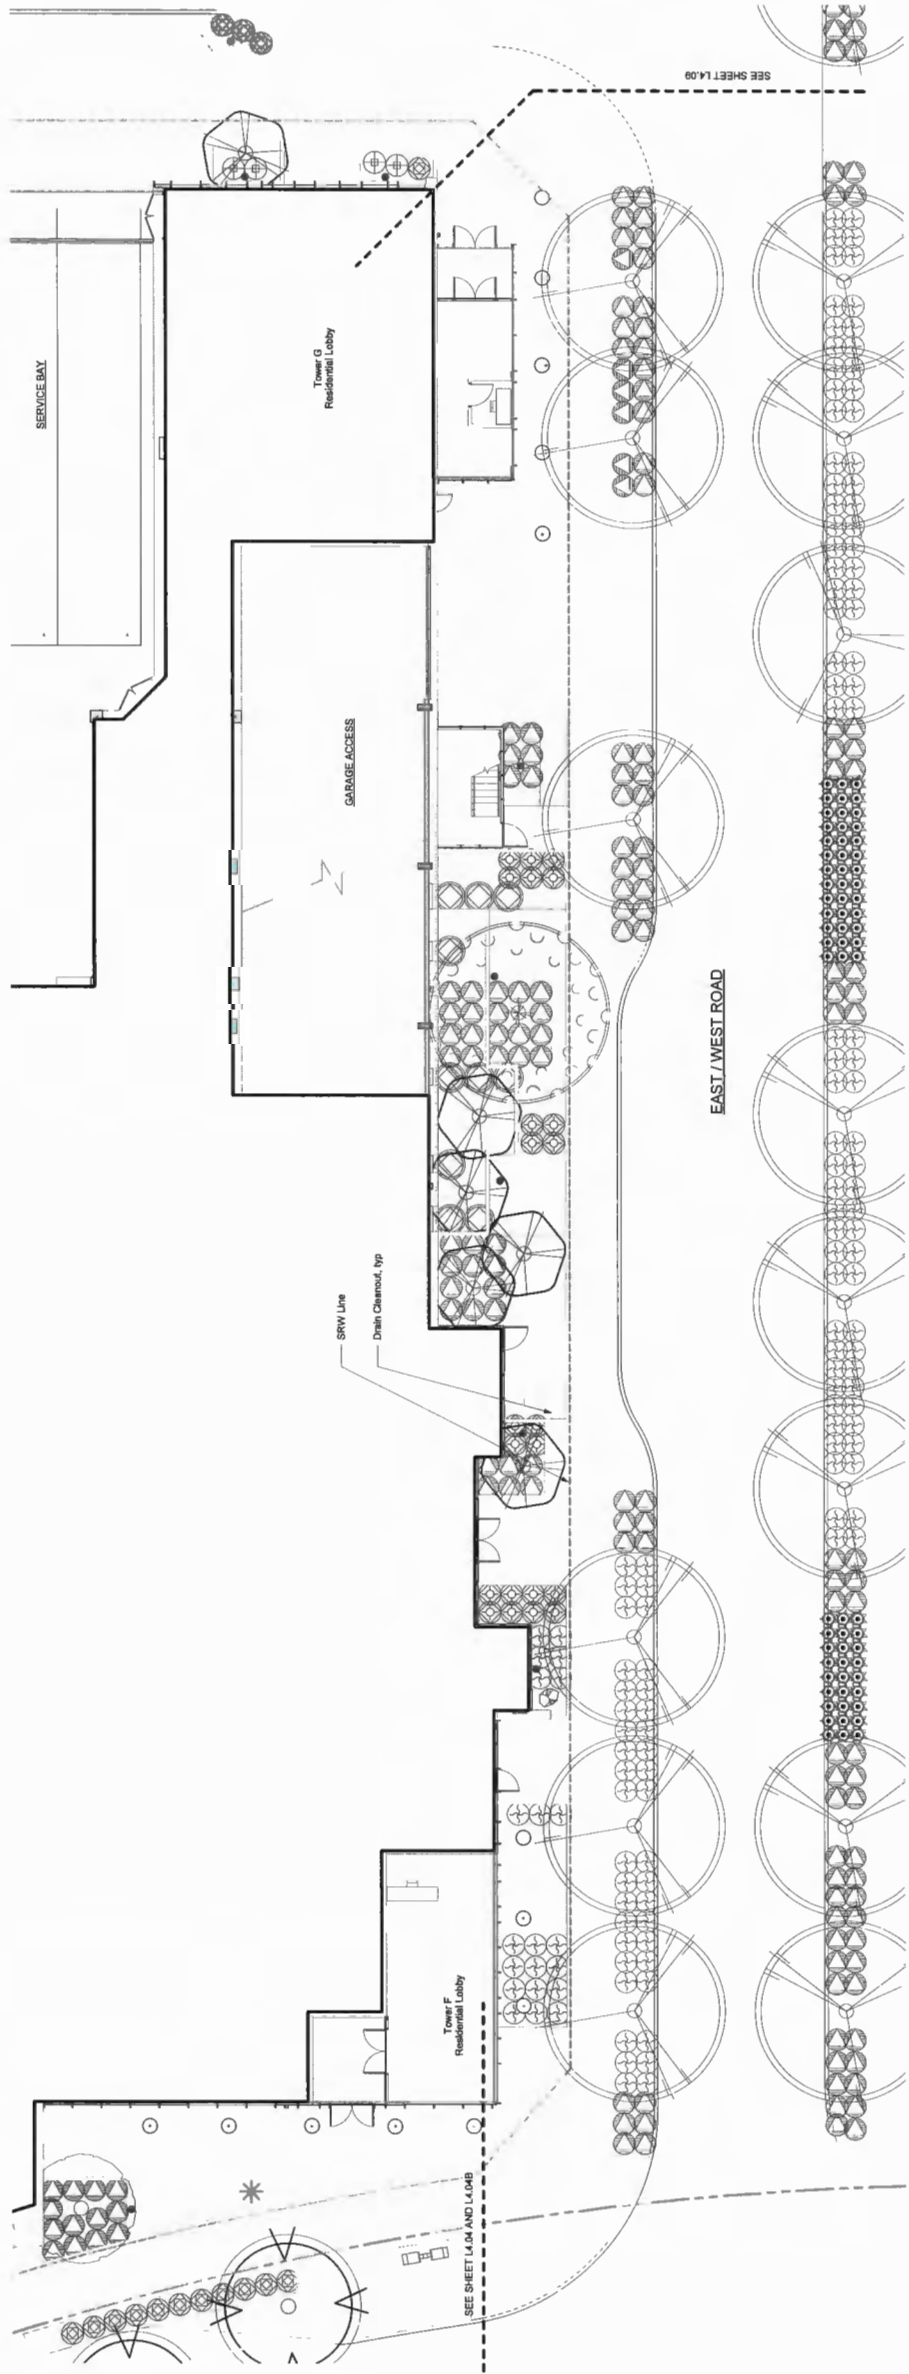 SEE SHEET L4.09
SERVICE BAY
Tower G
Residential Lobby
GARAGE ACCESS
EAST / WEST ROAD
SRW Line
Drain Cleanout, typ
Tower F
Residential Lobby
SEE SHEET L4.04 AND L4.04B